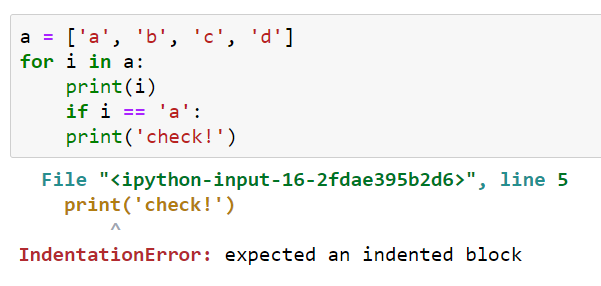 a = ['a', 'b', 'c', 'd']
for i in a:
    print(i)
    if i == 'a':
    print('check!')
  File "<ipython-input-16-2fdae395b2d6>", line 5
    print('check!')
        ^
IndentationError: expected an indented block